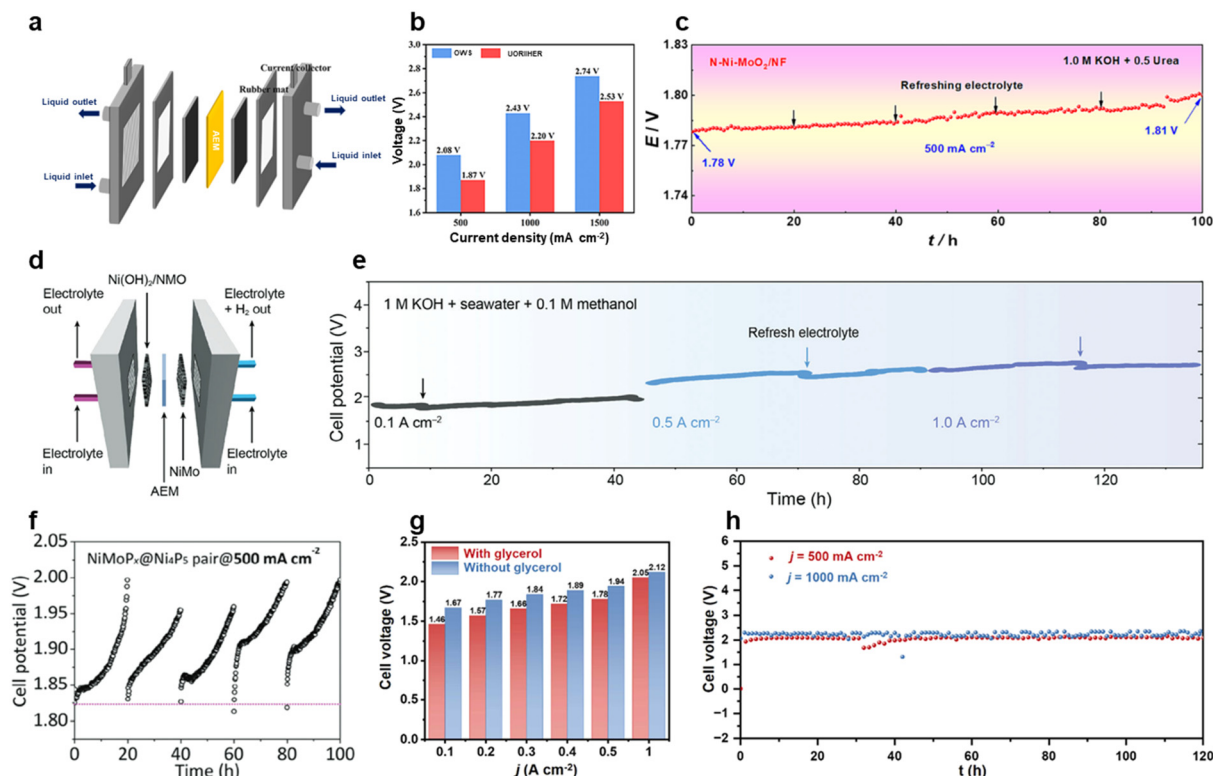 a
Current collector
Rubber mat
Liquid outlet
Liquid outlet
AEM
Liquid inlet
Liquid inlet
b
OWS
UOR||HER
Voltage (V)
3.0
2.8
2.6
2.4
2.2
2.0
1.8
1.6
2.08 V
1.87 V
2.43 V
2.20 V
2.74 V
2.53 V
500
1000
1500
Current density (mA cm⁻²)
c
N-Ni-MoO₂/NF
1.0 M KOH + 0.5 Urea
Refreshing electrolyte
1.78 V
500 mA cm⁻²
1.81 V
E / V
1.83
1.80
1.77
1.74
0 20 40 60 80 100
t / h
d
Ni(OH)₂/NMO
Electrolyte
out
Electrolyte
+ H₂ out
Electrolyte
in
NiMo
Electrolyte
in
AEM
e
1 M KOH + seawater + 0.1 M methanol
Refresh electrolyte
0.1 A cm⁻²
0.5 A cm⁻²
1.0 A cm⁻²
Cell potential (V)
4
3
2
1
0 20 40 60 80 100 120
Time (h)
f
NiMoPₓ@Ni₄P₅ pair@500 mA cm⁻²
Cell potential (V)
2.05
2.00
1.95
1.90
1.85
1.80
0 20 40 60 80 100
Time (h)
g
With glycerol
Without glycerol
Cell voltage (V)
2.5
2.0
1.5
1.0
0.5
0.0
1.46 1.67 1.57 1.77 1.66 1.84 1.72 1.89 1.78 1.94 2.05 2.12
0.1 0.2 0.3 0.4 0.5 1
j (A cm⁻²)
h
j = 500 mA cm⁻²
j = 1000 mA cm⁻²
Cell voltage (V)
6
5
4
3
2
1
0
−1
−2
0 20 40 60 80 100 120
t (h)